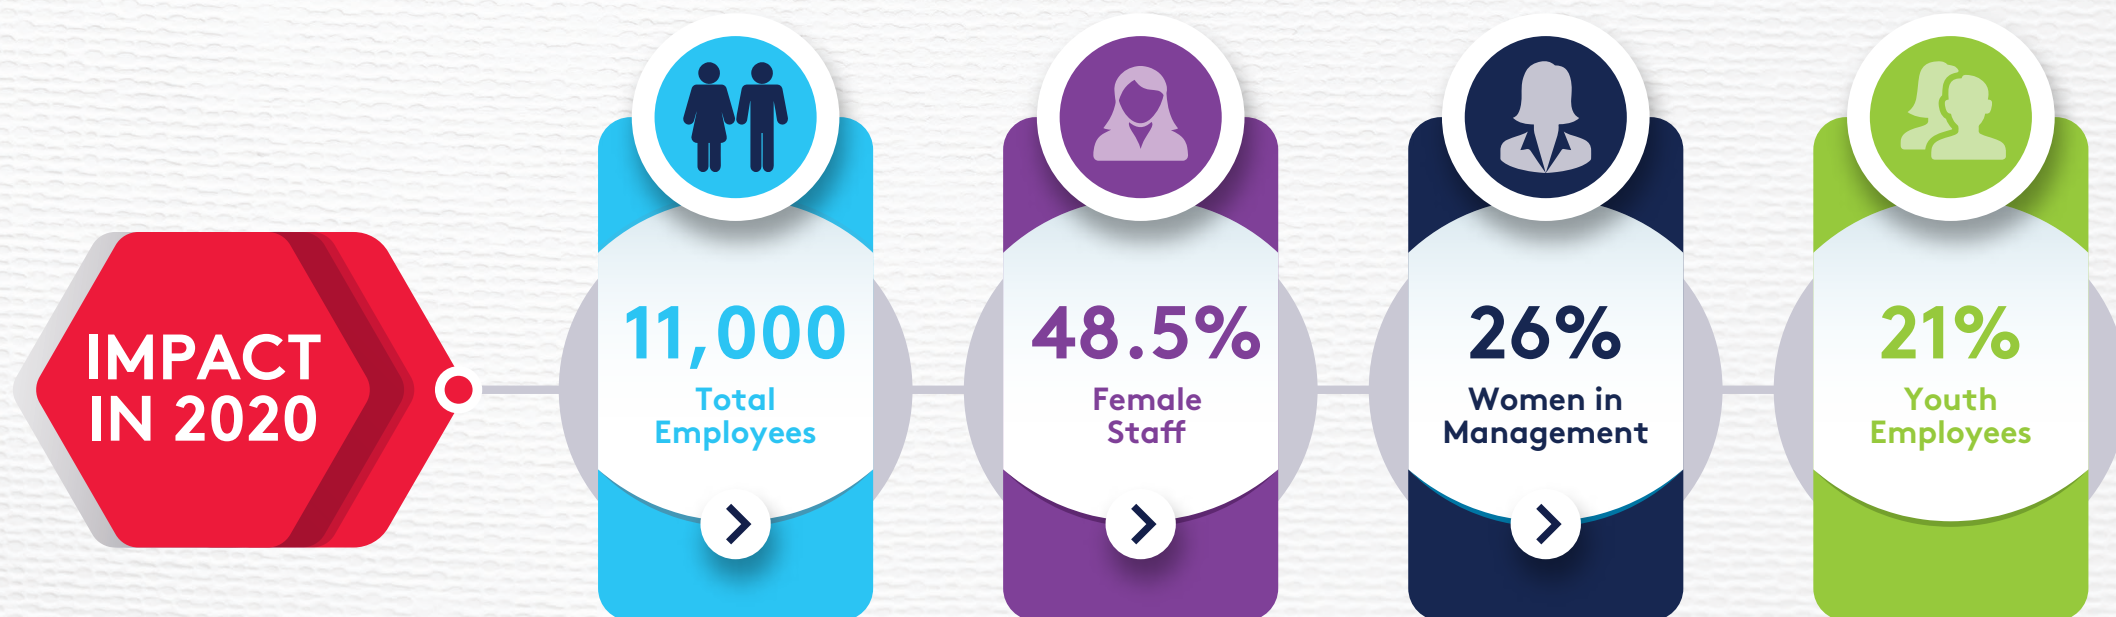 IMPACT
IN 2020
11,000
Total
Employees
48.5%
Female
Staff
26%
Women in
Management
21%
Youth
Employees